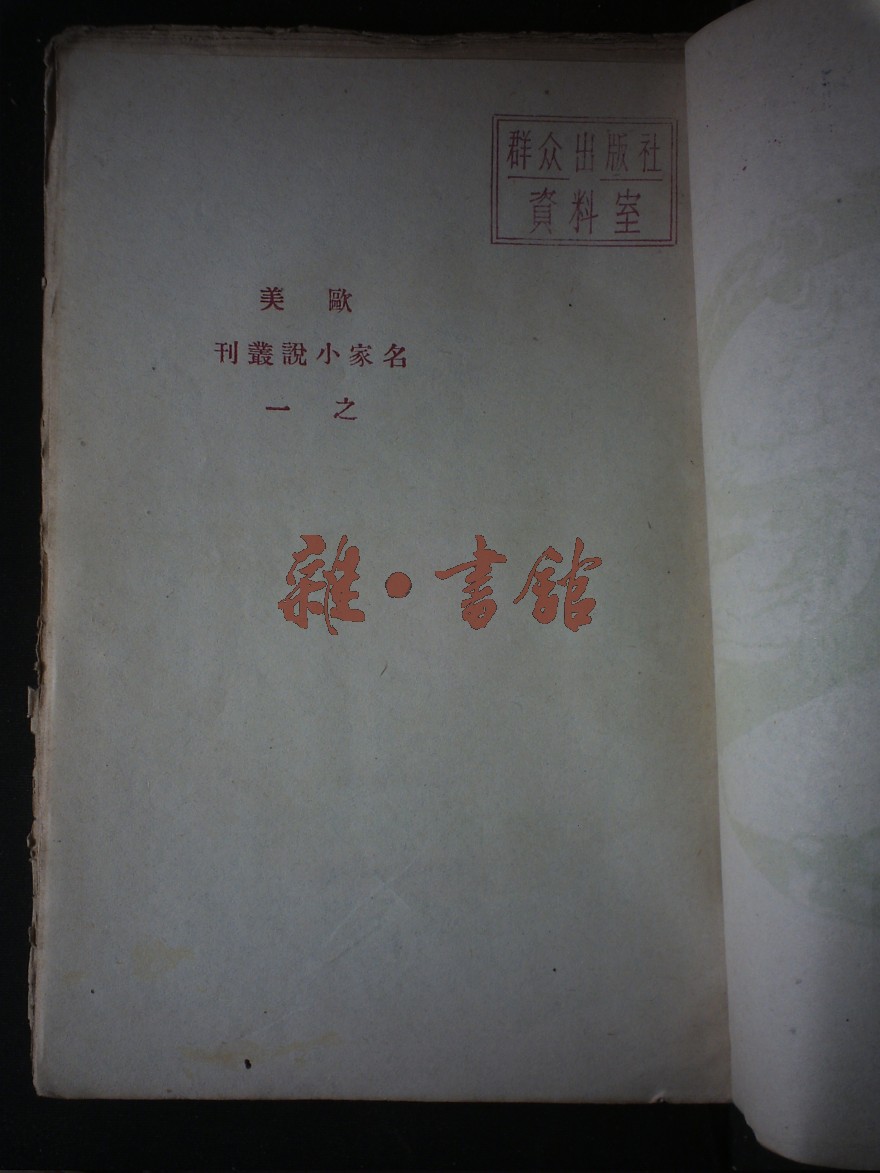 群众出版社
資料室
歐美
名家小說叢刊
之一
雜·書館